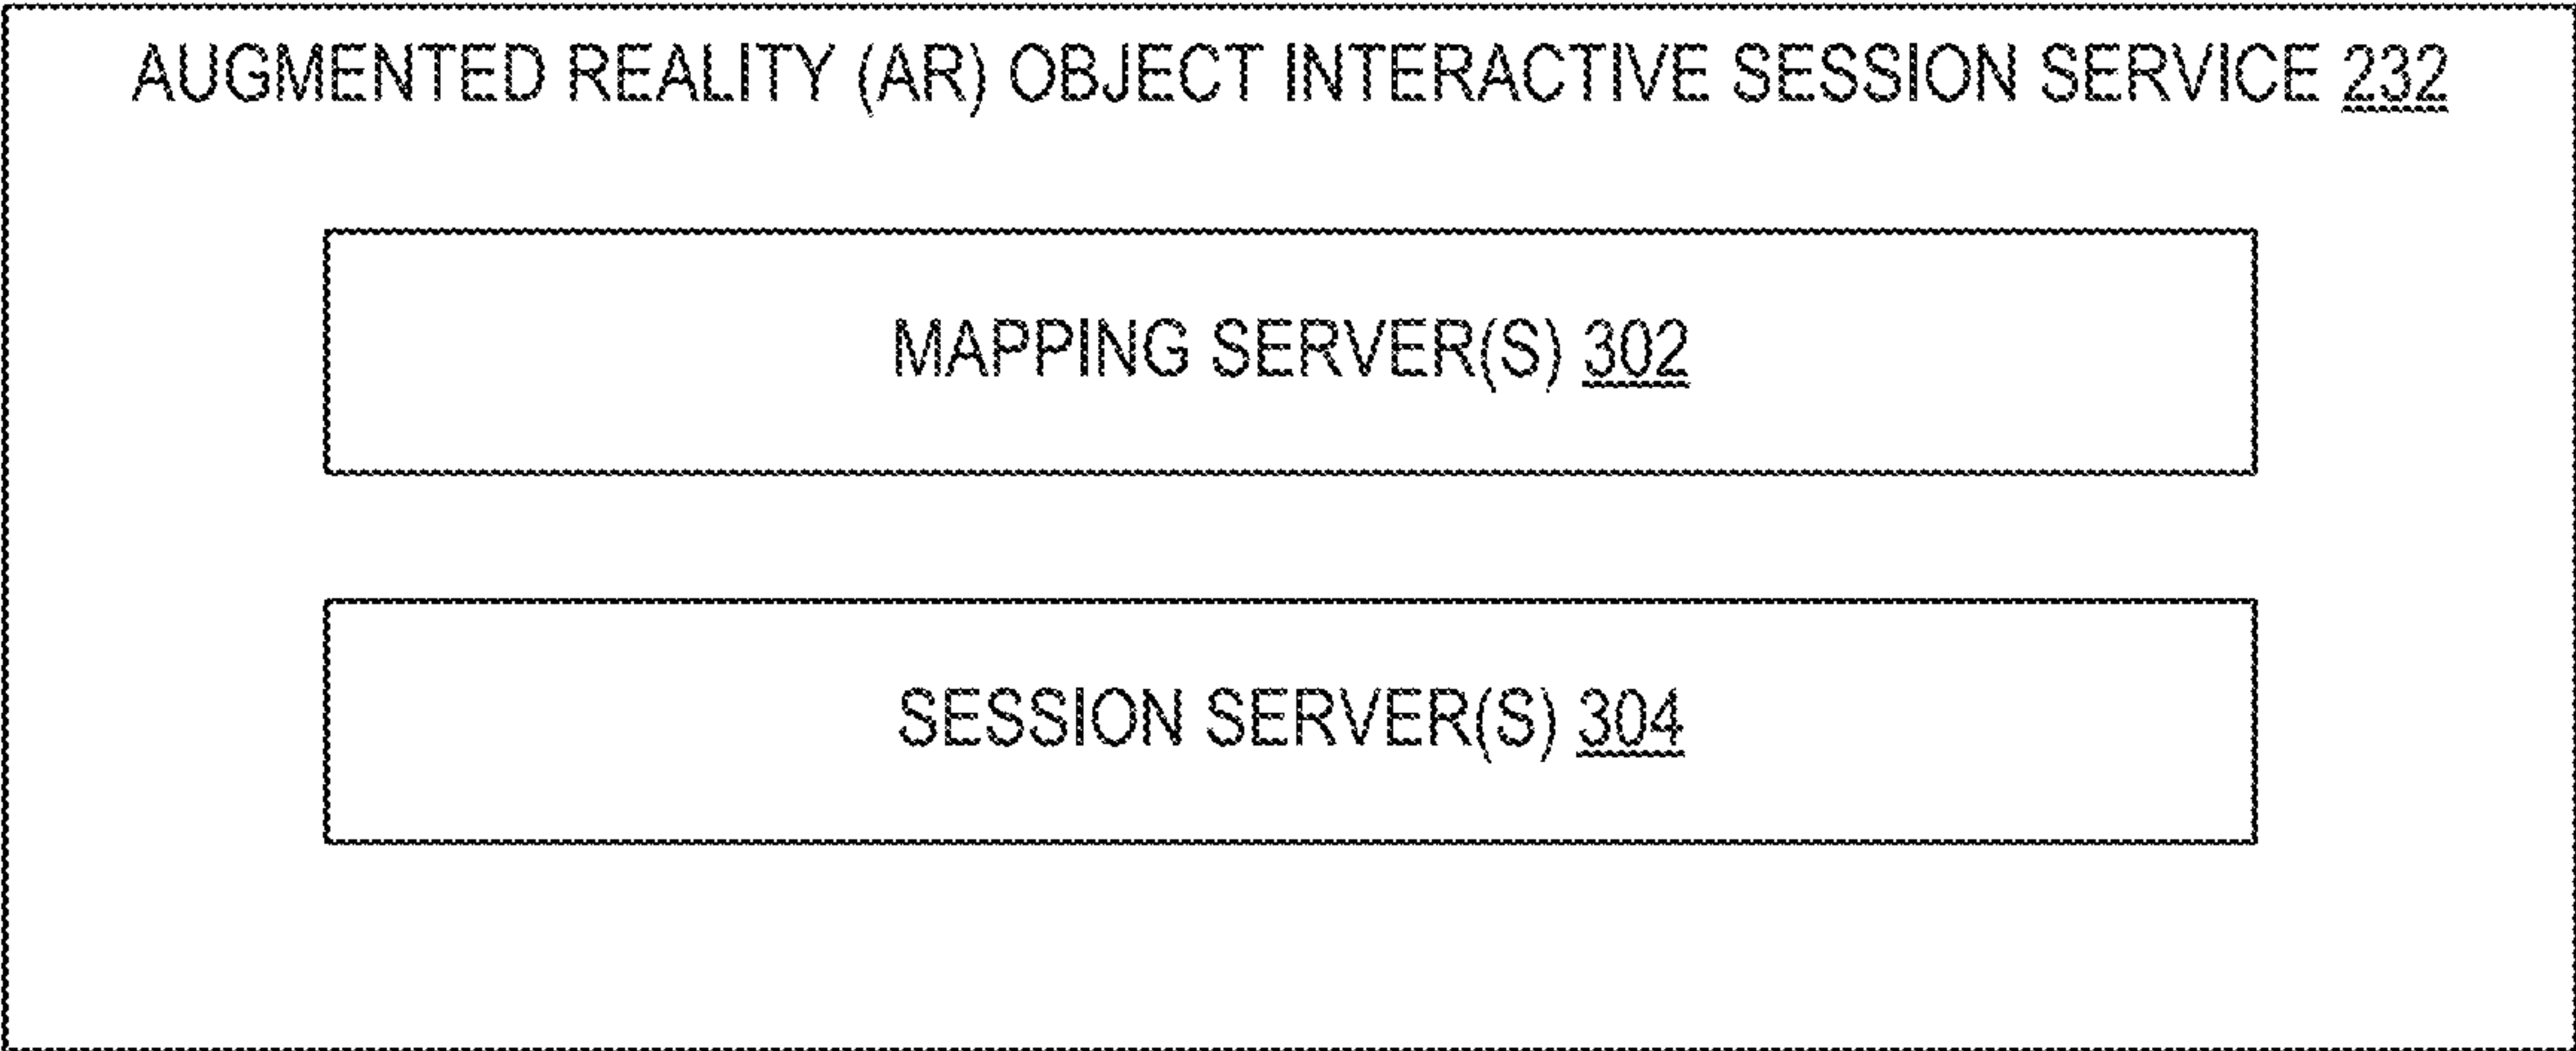 AUGMENTED REALITY (AR) OBJECT INTERACTIVE SESSION SERVICE 232
MAPPING SERVER(S) 302
SESSION SERVER(S) 304